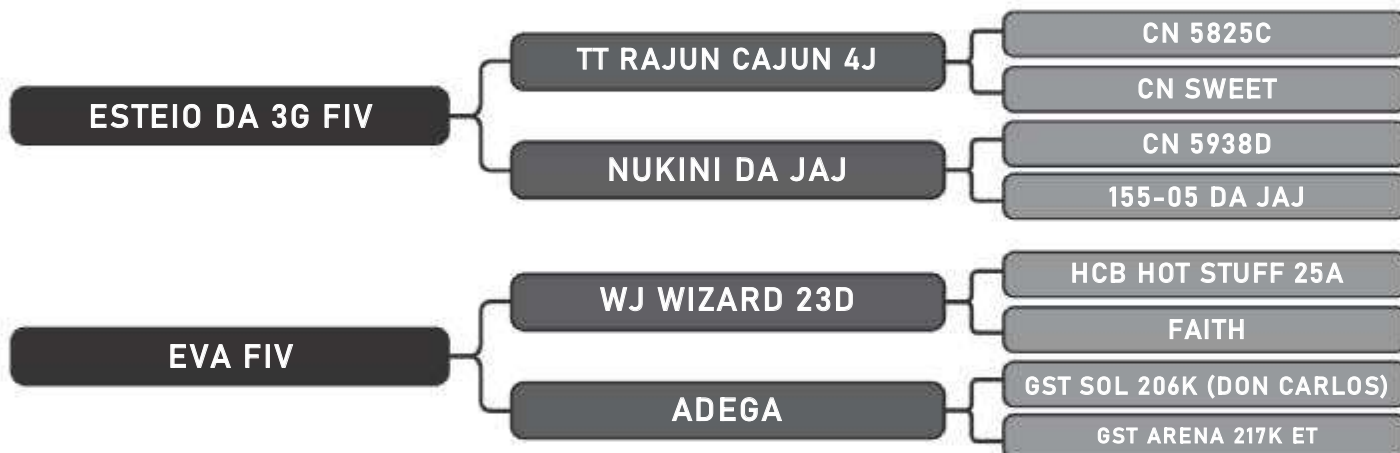 ESTEIO DA 3G FIV
TT RAJUN CAJUN 4J
CN 5825C
CN SWEET
NUKINI DA JAJ
CN 5938D
155-05 DA JAJ
EVA FIV
WJ WIZARD 23D
HCB HOT STUFF 25A
FAITH
ADEGA
GST SOL 206K (DON CARLOS)
GST ARENA 217K ET